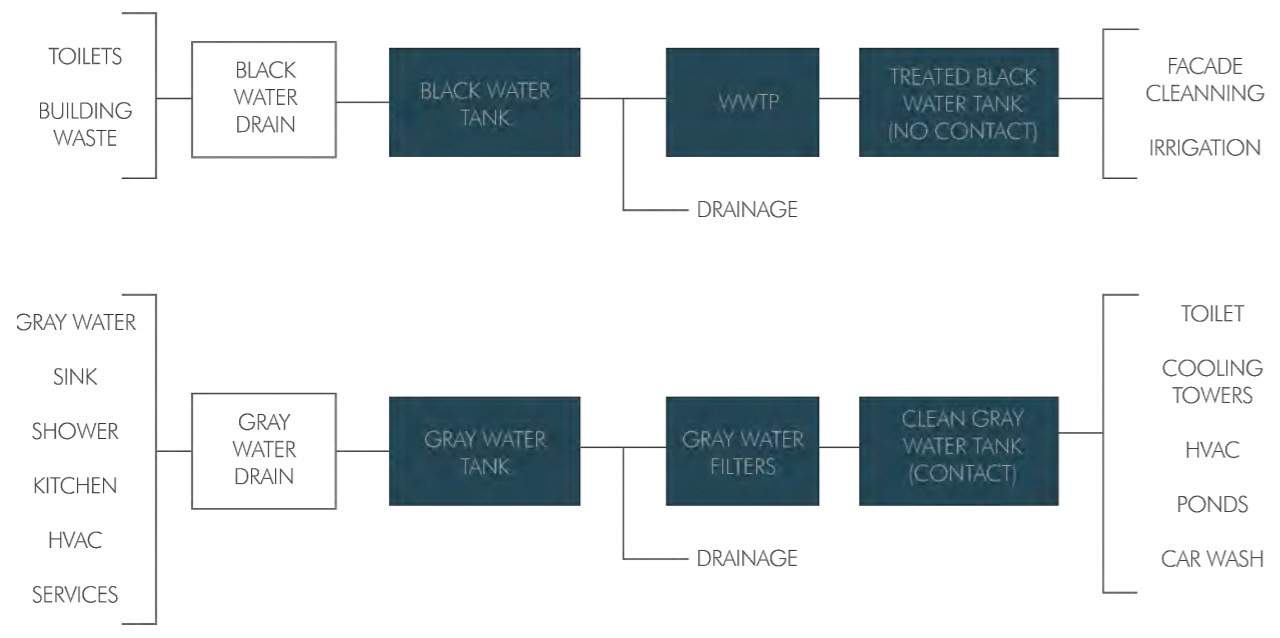 TOILETS
BUILDING
WASTE
BLACK
WATER
DRAIN
BLACK WATER
TANK
WWTP
TREATED BLACK
WATER TANK
(NO CONTACT)
FACADE
CLEANNING
IRRIGATION
DRAINAGE
GRAY WATER
SINK
SHOWER
KITCHEN
HVAC
SERVICES
GRAY
WATER
DRAIN
GRAY WATER
TANK
GRAY WATER
FILTERS
CLEAN GRAY
WATER TANK
(CONTACT)
DRAINAGE
TOILET
COOLING
TOWERS
HVAC
PONDS
CAR WASH